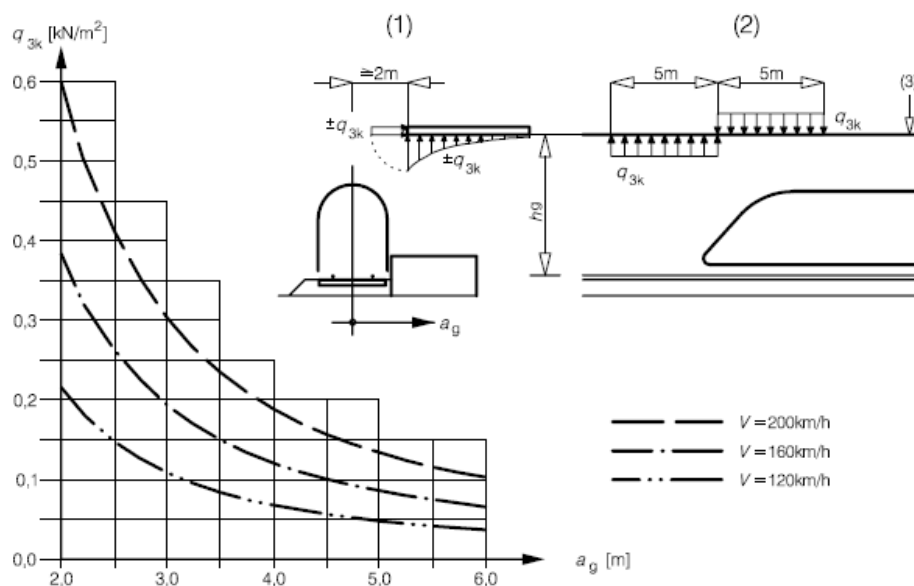 q 3k [kN/m²]
(1)
(2)
≥2m
5m
5m
(3)
0,6
±q 3k
q 3k
0,5
±q 3k
q 3k
hg
0,4
0,3
a g
0,2
V = 200km/h
V = 160km/h
0,1
V = 120km/h
0,0
2,0
3,0
4,0
5,0
6,0
a g [m]